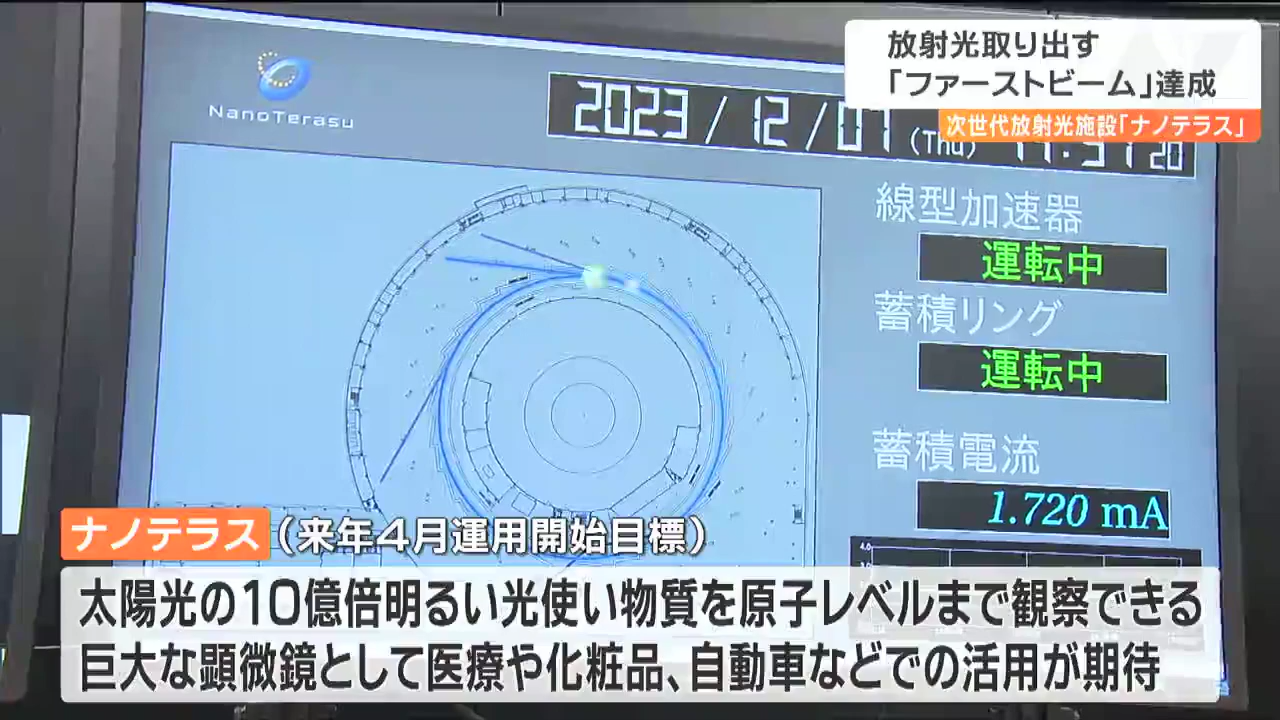 放射光取り出す
「ファーストビーム」達成
次世代放射光施設「ナノテラス」
NanoTerasu
2023/12/07
(Thu)
線型加速器
運転中
蓄積リング
運転中
蓄積電流
1.720 mA
ナノテラス(来年4月運用開始目標)
太陽光の10億倍明るい光使い物質を原子レベルまで観察できる
巨大な顕微鏡として医療や化粧品、自動車などでの活用が期待